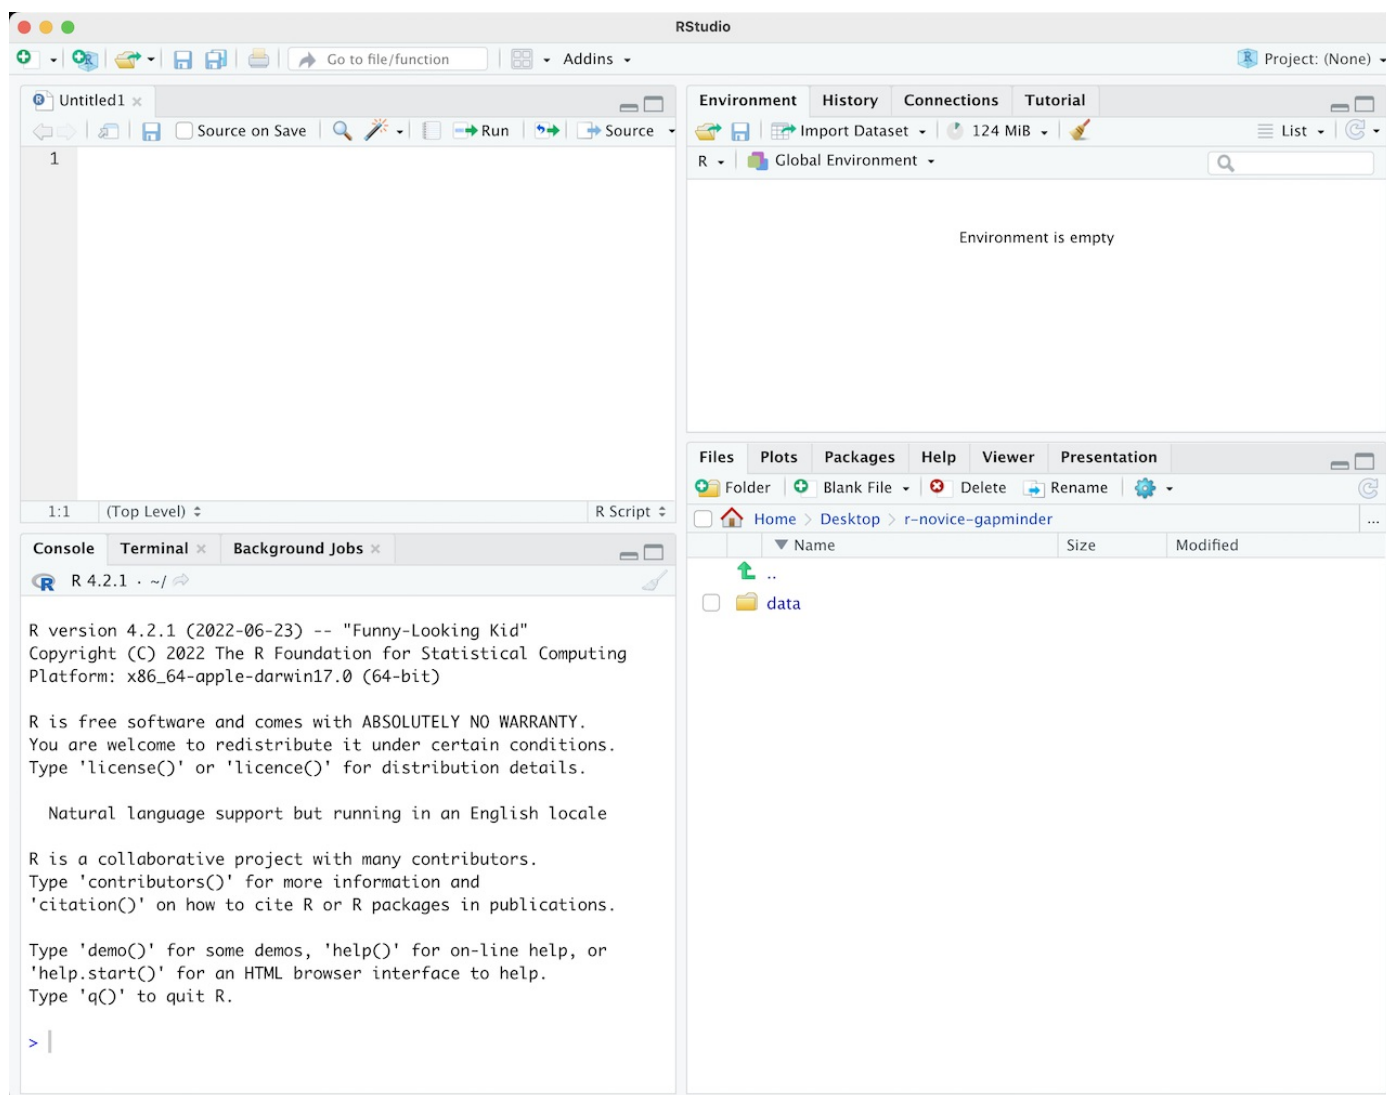 RStudio
Go to file/function Addins Project: (None)
Untitled1
Source on Save Run Source
1
1:1 (Top Level) R Script
Console Terminal Background Jobs
R 4.2.1 · ~/
R version 4.2.1 (2022-06-23) -- "Funny-Looking Kid"
Copyright (C) 2022 The R Foundation for Statistical Computing
Platform: x86_64-apple-darwin17.0 (64-bit)
R is free software and comes with ABSOLUTELY NO WARRANTY.
You are welcome to redistribute it under certain conditions.
Type 'license()' or 'licence()' for distribution details.
Natural language support but running in an English locale
R is a collaborative project with many contributors.
Type 'contributors()' for more information and
'citation()' on how to cite R or R packages in publications.
Type 'demo()' for some demos, 'help()' for on-line help, or
'help.start()' for an HTML browser interface to help.
Type 'q()' to quit R.
>
Environment History Connections Tutorial
Import Dataset 124 MiB List
R Global Environment
Environment is empty
Files Plots Packages Help Viewer Presentation
Folder Blank File Delete Rename
Home > Desktop > r-novice-gapminder ...
Name Size Modified
..
data